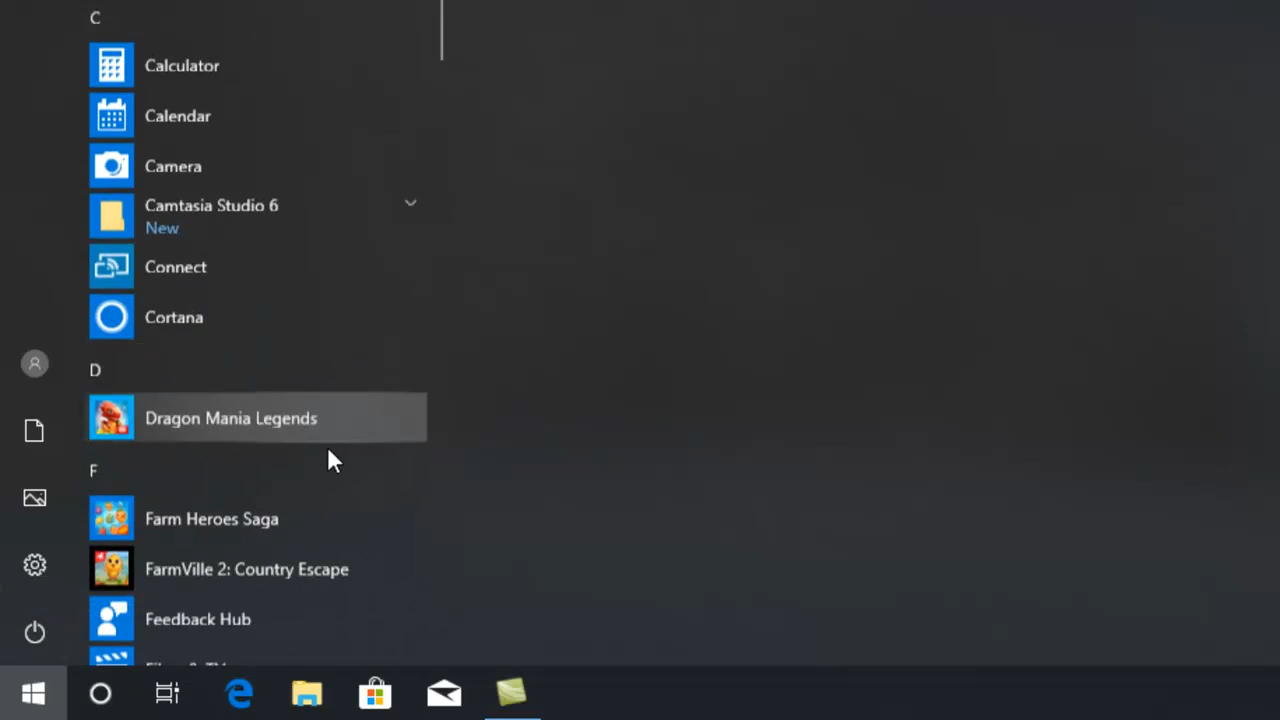 C
Calculator
Calendar
Camera
Camtasia Studio 6
New
Connect
Cortana
D
Dragon Mania Legends
F
Farm Heroes Saga
FarmVille 2: Country Escape
Feedback Hub